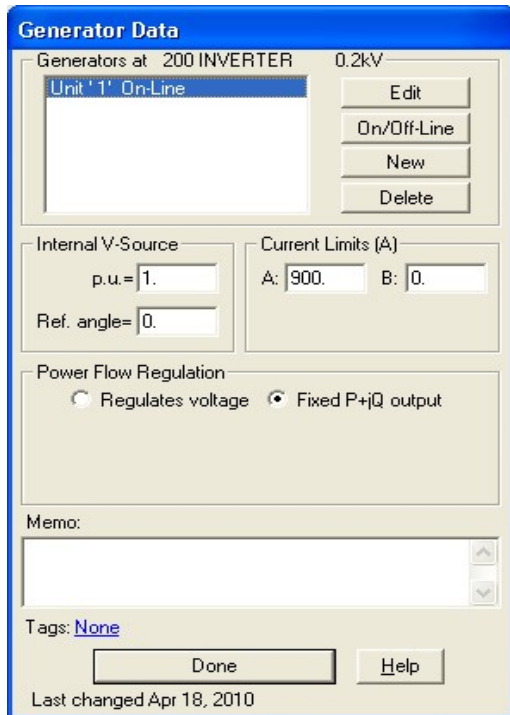 Generator Data
Generators at 200 INVERTER 0.2kV
Unit '1' On-Line
Edit
On/Off-Line
New
Delete
Internal V-Source
p.u.= 1.
Ref. angle= 0.
Current Limits (A)
A: 900. B: 0.
Power Flow Regulation
Regulates voltage Fixed P+jQ output
Memo:
Tags: None
Done Help
Last changed Apr 18, 2010